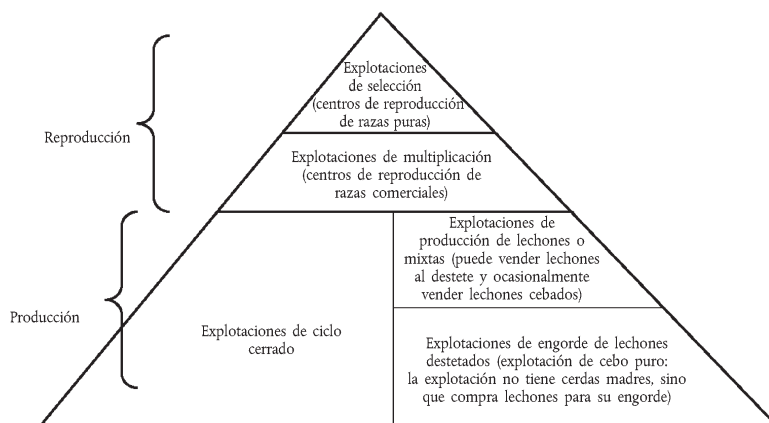 Explotaciones
de selección
(centros de reproducción
de razas puras)
Reproducción
Explotaciones de multiplicación
(centros de reproducción de
razas comerciales)
Explotaciones de
producción de lechones o
mixtas (puede vender lechones
al destete y ocasionalmente
vender lechones cebados)
Producción
Explotaciones de ciclo
cerrado
Explotaciones de engorde de lechones
destetados (explotación de cebo puro:
la explotación no tiene cerdas madres, sino
que compra lechones para su engorde)